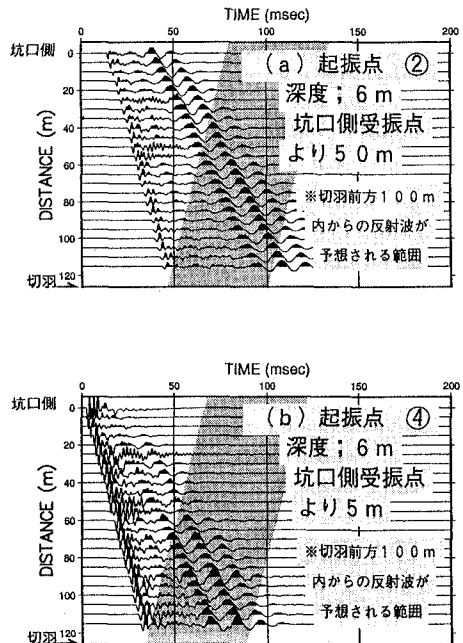 TIME (msec)
0 50 100 150 200
坑口側
0
20
40
60
80
100
120
DISTANCE (m)
切羽
(a) 起振点 ②
深度；6m
坑口側受振点
より50m
※切羽前方100m
内からの反射波が
予想される範囲
TIME (msec)
0 50 100 150 200
坑口側
0
20
40
60
80
100
120
DISTANCE (m)
切羽
(b) 起振点 ④
深度；6m
坑口側受振点
より5m
※切羽前方100m
内からの反射波が
予想される範囲